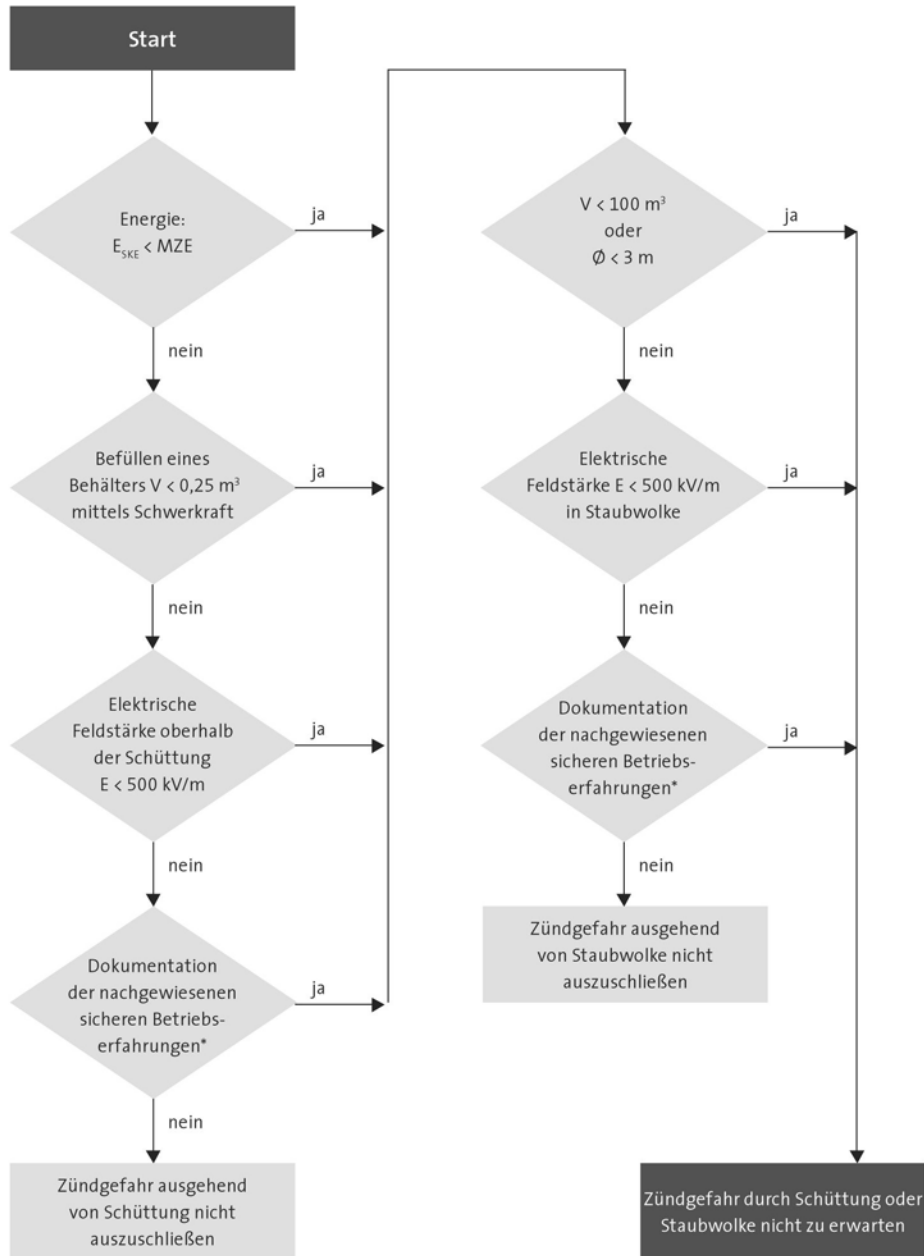 Start
Energie:
E_SKE < MZE
ja
nein
Befüllen eines
Behälters V < 0,25 m³
mittels Schwerkraft
ja
nein
Elektrische
Feldstärke oberhalb
der Schüttung
E < 500 kV/m
ja
nein
Dokumentation
der nachgewiesenen
sicheren Betriebs-
erfahrungen*
ja
nein
Zündgefahr ausgehend
von Schüttung nicht
auszuschließen
V < 100 m³
oder
Ø < 3 m
ja
nein
Elektrische
Feldstärke E < 500 kV/m
in Staubwolke
ja
nein
Dokumentation
der nachgewiesenen
sicheren Betriebs-
erfahrungen*
ja
nein
Zündgefahr ausgehend
von Staubwolke nicht
auszuschließen
Zündgefahr durch Schüttung oder
Staubwolke nicht zu erwarten